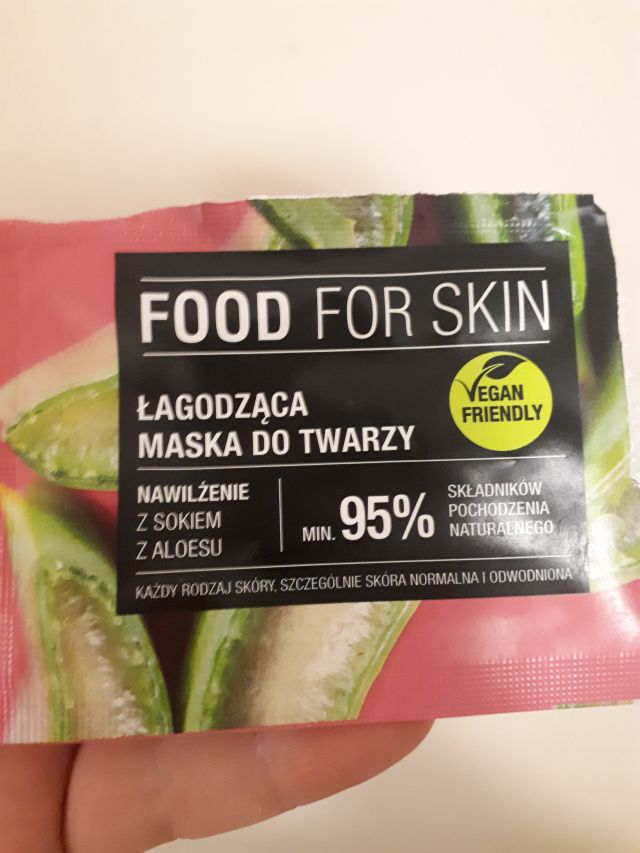 FOOD FOR SKIN
ŁAGODZĄCA
MASKA DO TWARZY
VEGAN
FRIENDLY
NAWILŻENIE
Z SOKIEM
Z ALOESU
MIN. 95%
SKŁADNIKÓW
POCHODZENIA
NATURALNEGO
KAŻDY RODZAJ SKÓRY, SZCZEGÓLNIE SKÓRA NORMALNA I ODWODNIONA